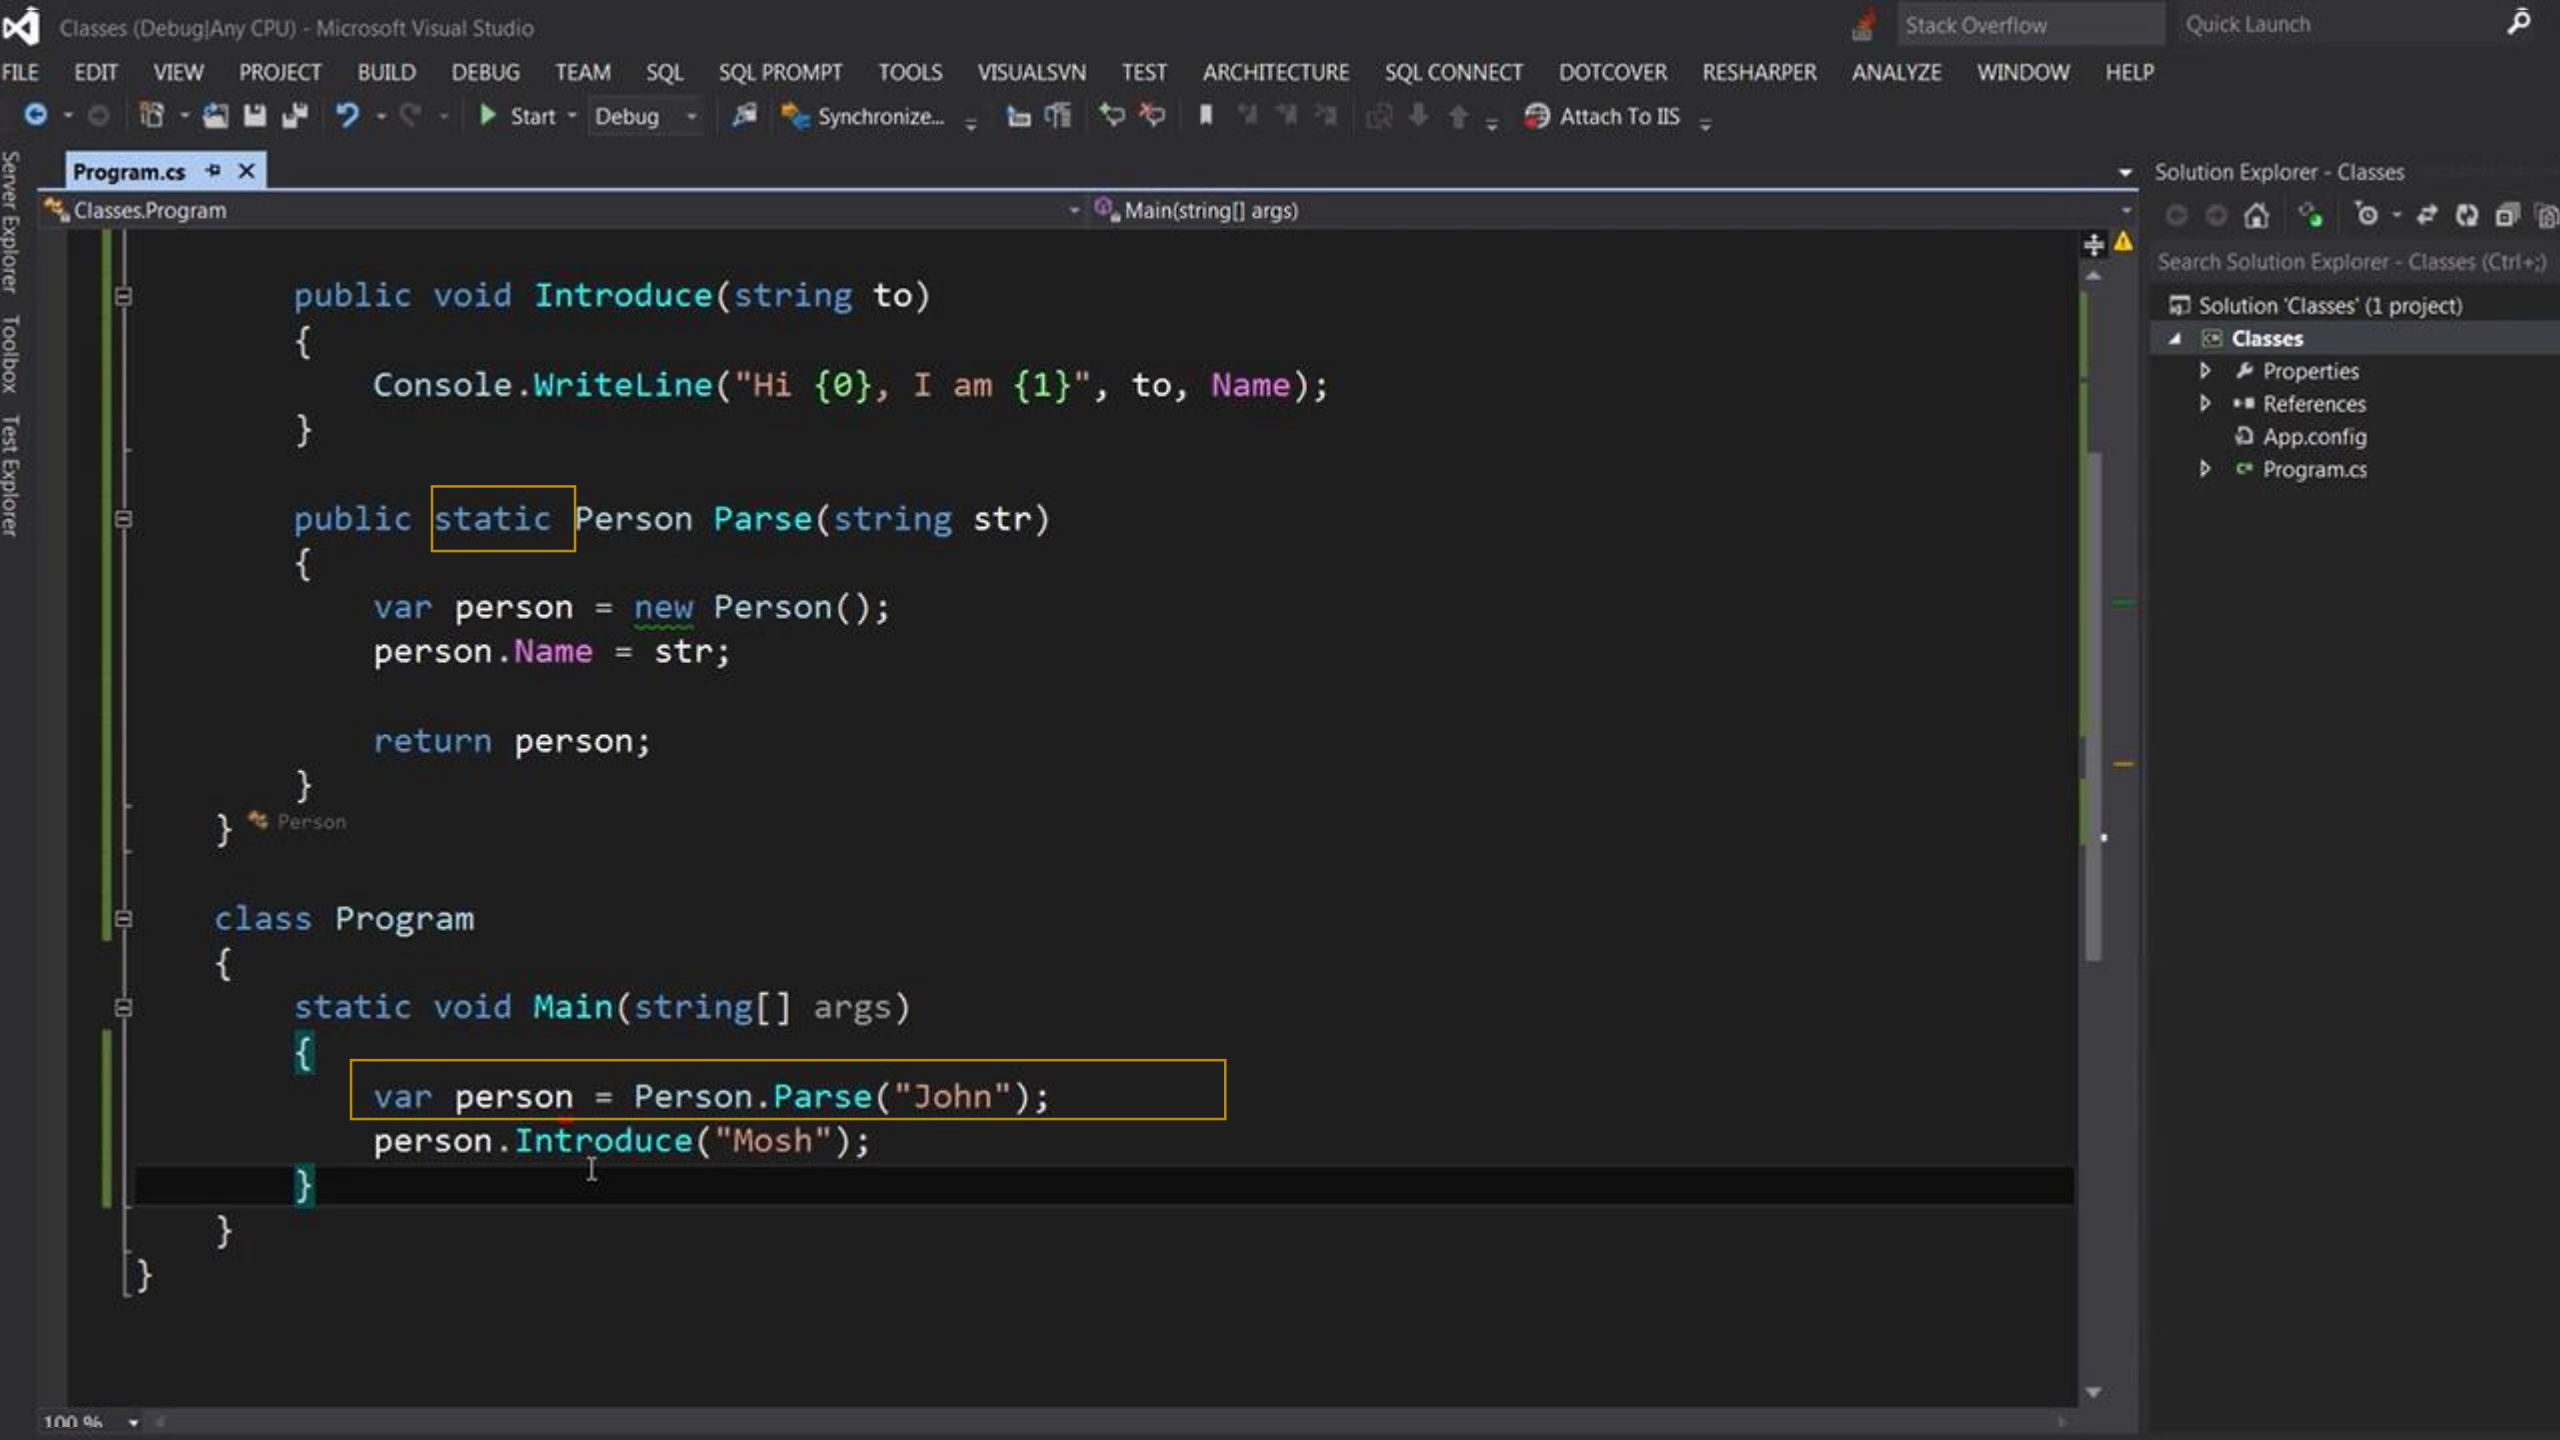 Classes (Debug|Any CPU) - Microsoft Visual Studio
Stack Overflow
Quick Launch
FILE EDIT VIEW PROJECT BUILD DEBUG TEAM SQL SQL PROMPT TOOLS VISUALSVN TEST ARCHITECTURE SQL CONNECT DOTCOVER RESHARPER ANALYZE WINDOW HELP
Start Debug Synchronize... Attach To IIS
Server Explorer
Toolbox
Test Explorer
Program.cs
Classes.Program
Main(string[] args)
public void Introduce(string to)
{
Console.WriteLine("Hi {0}, I am {1}", to, Name);
}
public static Person Parse(string str)
{
var person = new Person();
person.Name = str;
return person;
}
} Person
class Program
{
static void Main(string[] args)
{
var person = Person.Parse("John");
person.Introduce("Mosh");
}
}
}
100 %
Solution Explorer - Classes
Search Solution Explorer - Classes (Ctrl+;)
Solution 'Classes' (1 project)
Classes
Properties
References
App.config
Program.cs